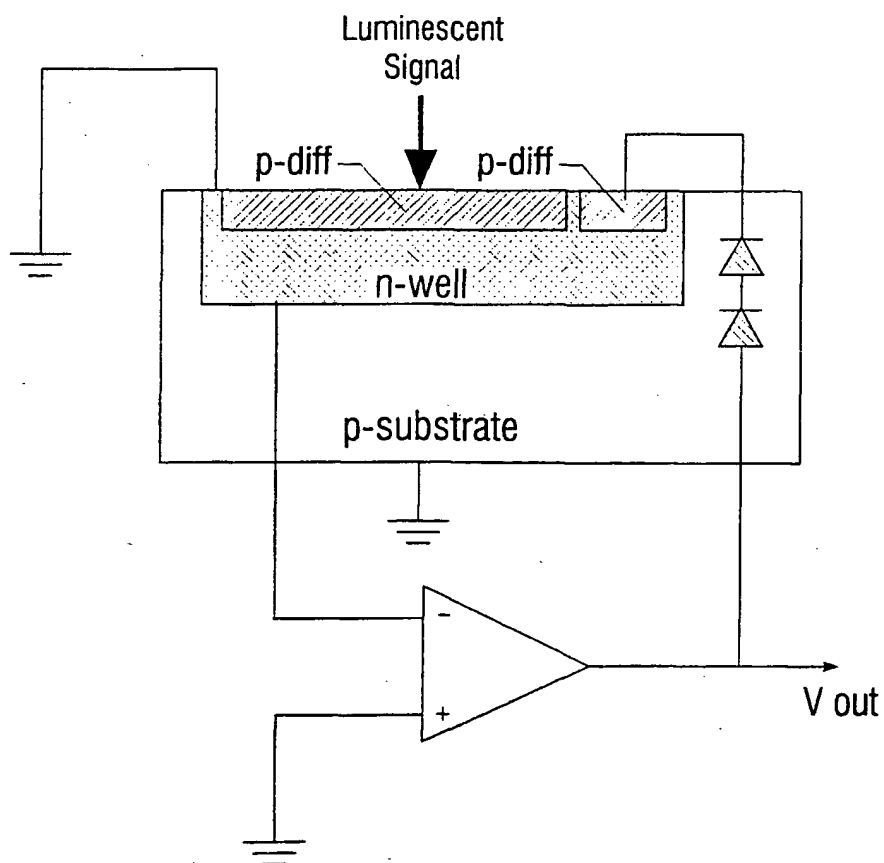 Luminescent
Signal
p-diff
p-diff
n-well
p-substrate
-
+
V out